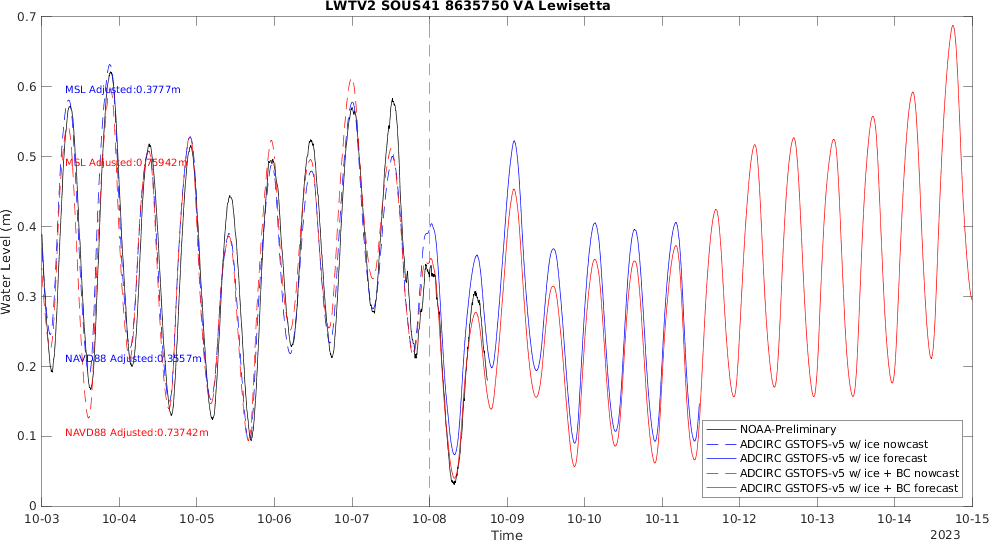 LWTV2 SOUS41 8635750 VA Lewisetta
Water Level (m)
0.7
0.6
0.5
0.4
0.3
0.2
0.1
0
MSL Adjusted:0.3777m
MSL Adjusted:0.75942m
NAVD88 Adjusted:0.3557m
NAVD88 Adjusted:0.73742m
NOAA-Preliminary
ADCIRC GSTOFS-v5 w/ ice nowcast
ADCIRC GSTOFS-v5 w/ ice forecast
ADCIRC GSTOFS-v5 w/ ice + BC nowcast
ADCIRC GSTOFS-v5 w/ ice + BC forecast
10-03 10-04 10-05 10-06 10-07 10-08 10-09 10-10 10-11 10-12 10-13 10-14 10-15
Time
2023